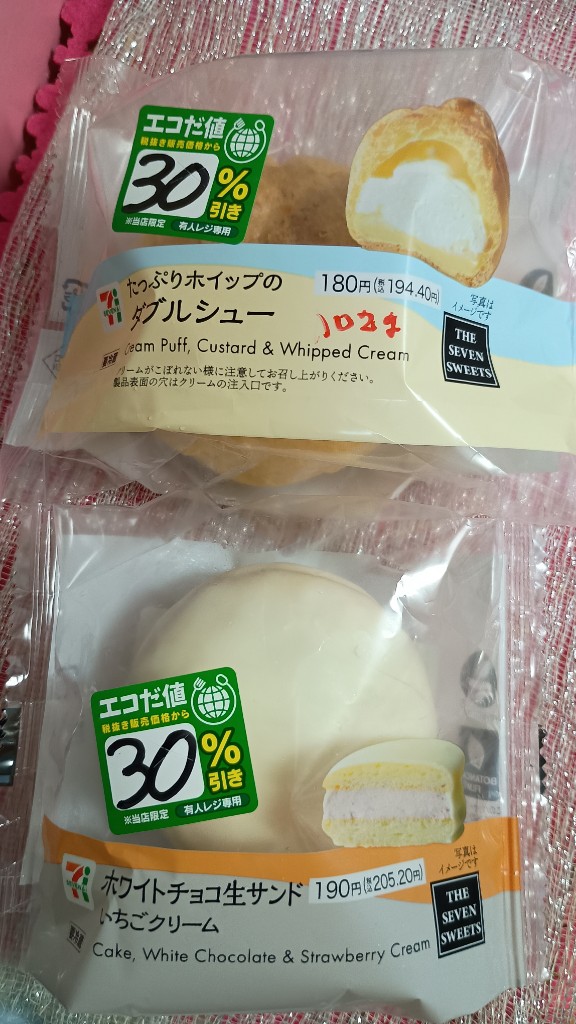 エコだ値
税抜き販売価格から
30%引き
※当店限定 有人レジ専用
たっぷりホイップの
ダブルシュー
180円(税込194.40円)
写真は
イメージです
THE
SEVEN
SWEETS
Cream Puff, Custard & Whipped Cream
クリームがこぼれない様に注意してお召し上がりください。
製品表面の穴はクリームの注入口です。
エコだ値
税抜き販売価格から
30%引き
※当店限定 有人レジ専用
ホワイトチョコ生サンド
いちごクリーム
190円(税込205.20円)
写真は
イメージです
THE
SEVEN
SWEETS
要冷蔵
Cake, White Chocolate & Strawberry Cream